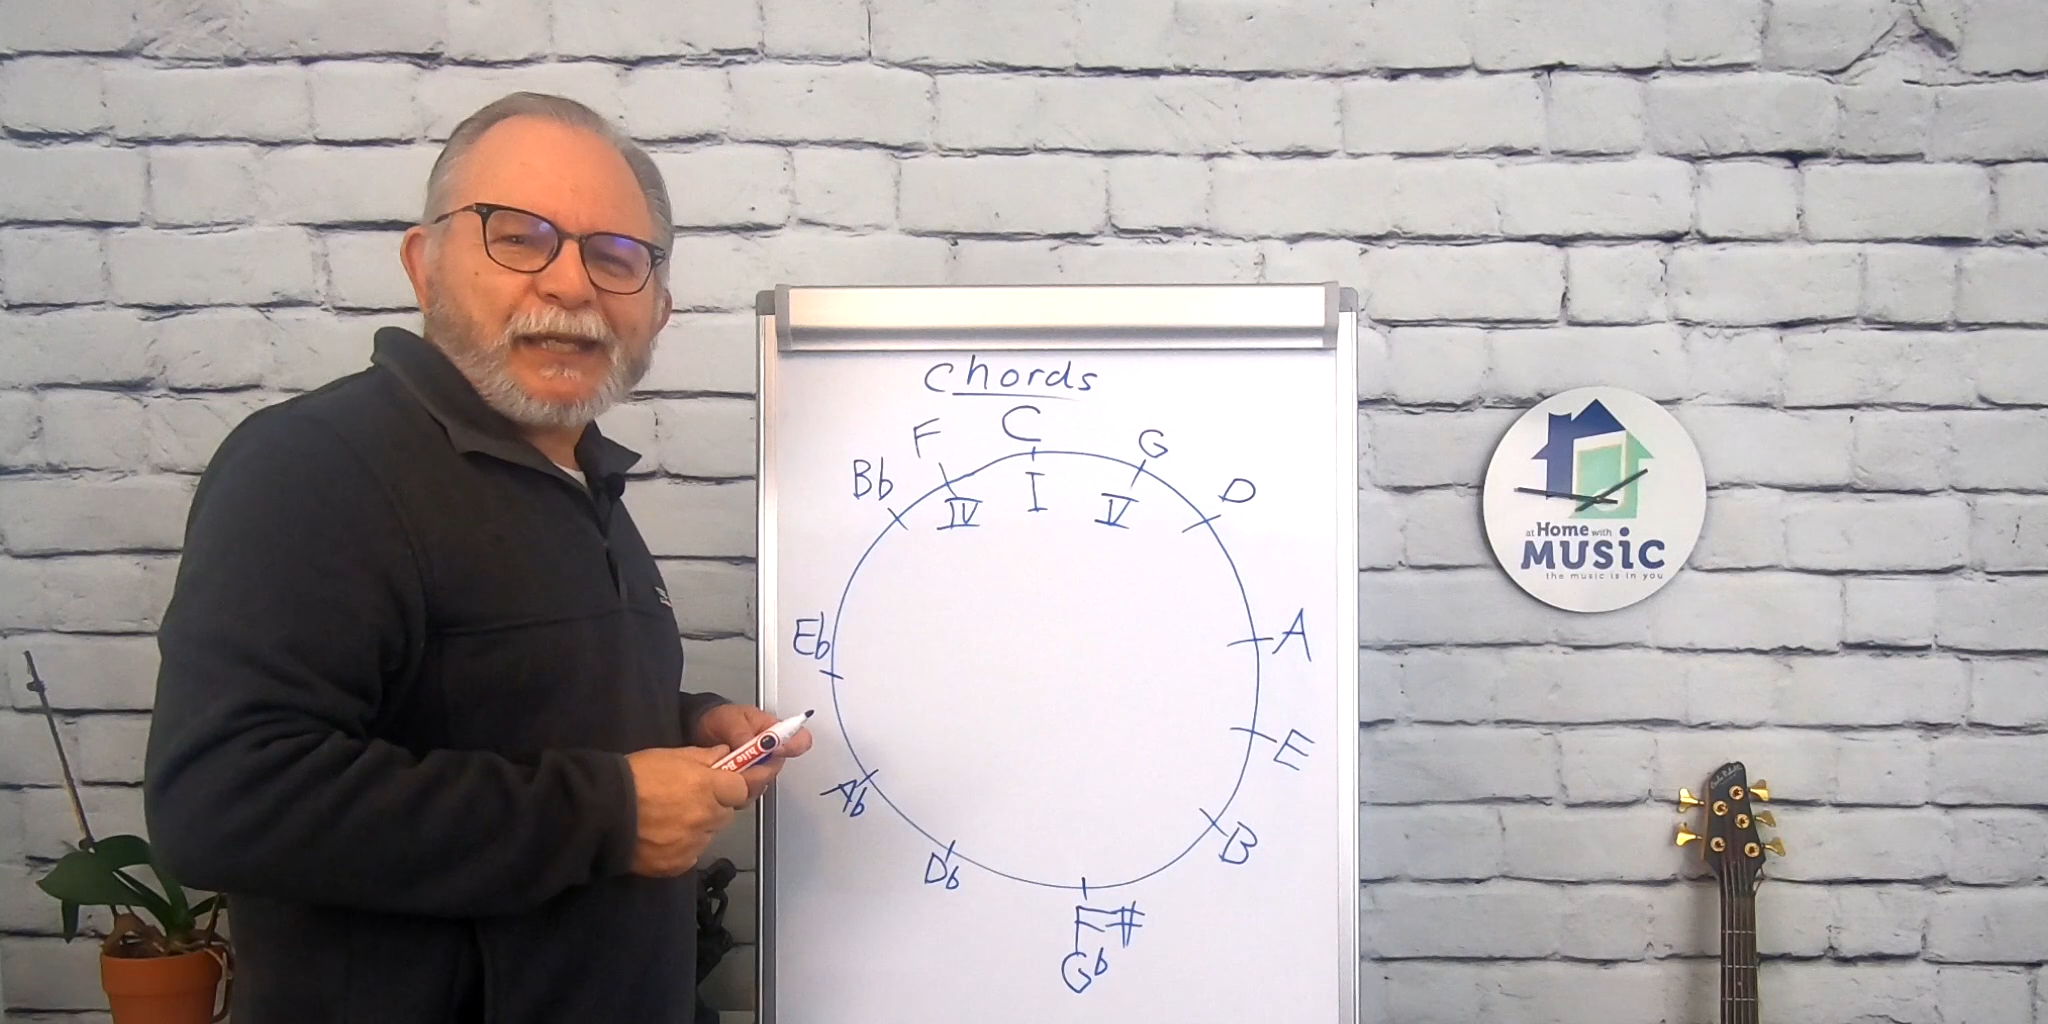 Chords
C
F
G
Bb
D
IV
I
V
Eb
A
E
Ab
B
Db
F#
Gb
at Home with
MUSiC
the music is in you